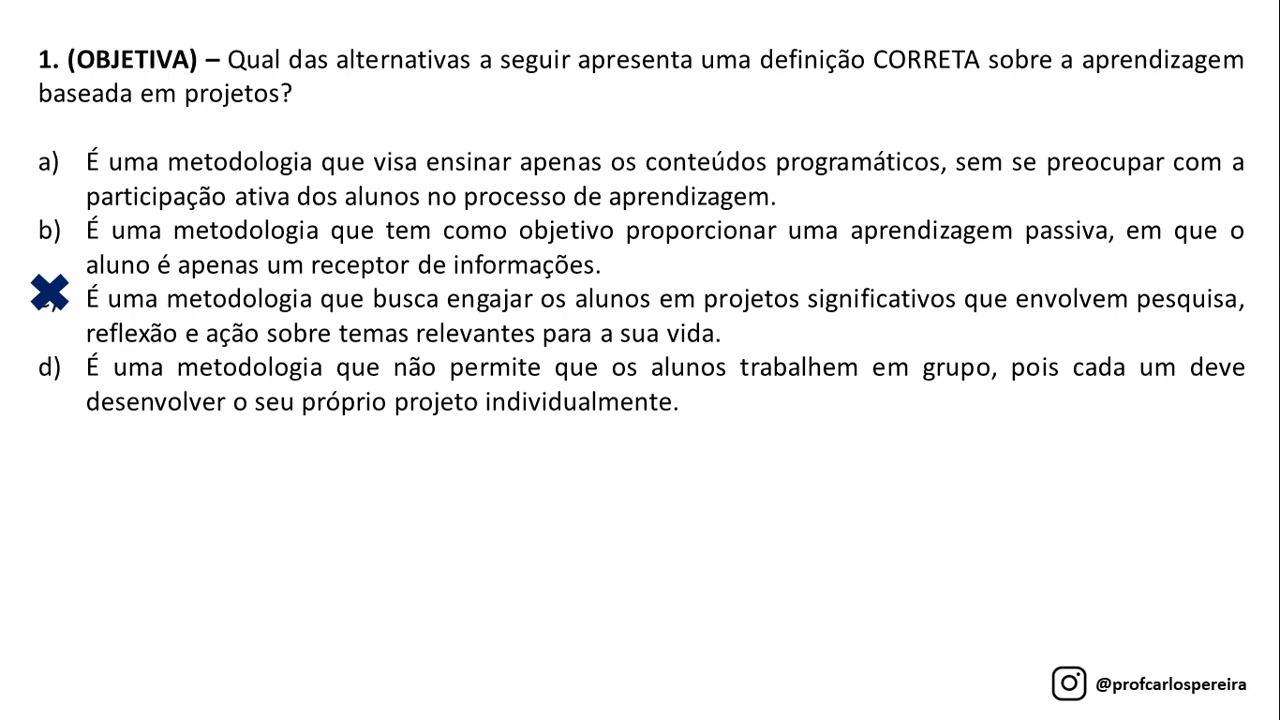 1. (OBJETIVA) – Qual das alternativas a seguir apresenta uma definição CORRETA sobre a aprendizagem
baseada em projetos?
a) É uma metodologia que visa ensinar apenas os conteúdos programáticos, sem se preocupar com a
participação ativa dos alunos no processo de aprendizagem.
b) É uma metodologia que tem como objetivo proporcionar uma aprendizagem passiva, em que o
aluno é apenas um receptor de informações.
É uma metodologia que busca engajar os alunos em projetos significativos que envolvem pesquisa,
reflexão e ação sobre temas relevantes para a sua vida.
d) É uma metodologia que não permite que os alunos trabalhem em grupo, pois cada um deve
desenvolver o seu próprio projeto individualmente.
@profcarlospereira